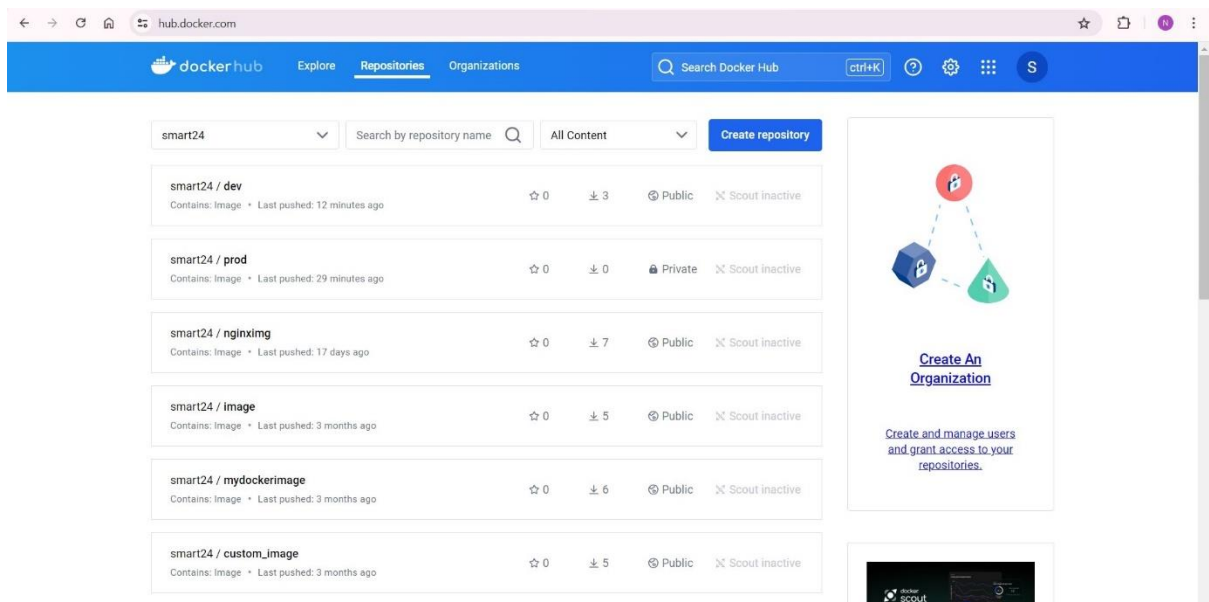 hub.docker.com
N
dockerhub Explore Repositories Organizations Search Docker Hub ctrl+K ? S
smart24 Search by repository name All Content Create repository
smart24 / dev
Contains: Image • Last pushed: 12 minutes ago
0 3 Public Scout inactive
smart24 / prod
Contains: Image • Last pushed: 29 minutes ago
0 0 Private Scout inactive
smart24 / nginximg
Contains: Image • Last pushed: 17 days ago
0 7 Public Scout inactive
smart24 / image
Contains: Image • Last pushed: 3 months ago
0 5 Public Scout inactive
smart24 / mydockerimage
Contains: Image • Last pushed: 3 months ago
0 6 Public Scout inactive
smart24 / custom_image
Contains: Image • Last pushed: 3 months ago
0 5 Public Scout inactive
Create An
Organization
Create and manage users
and grant access to your
repositories.
docker
scout